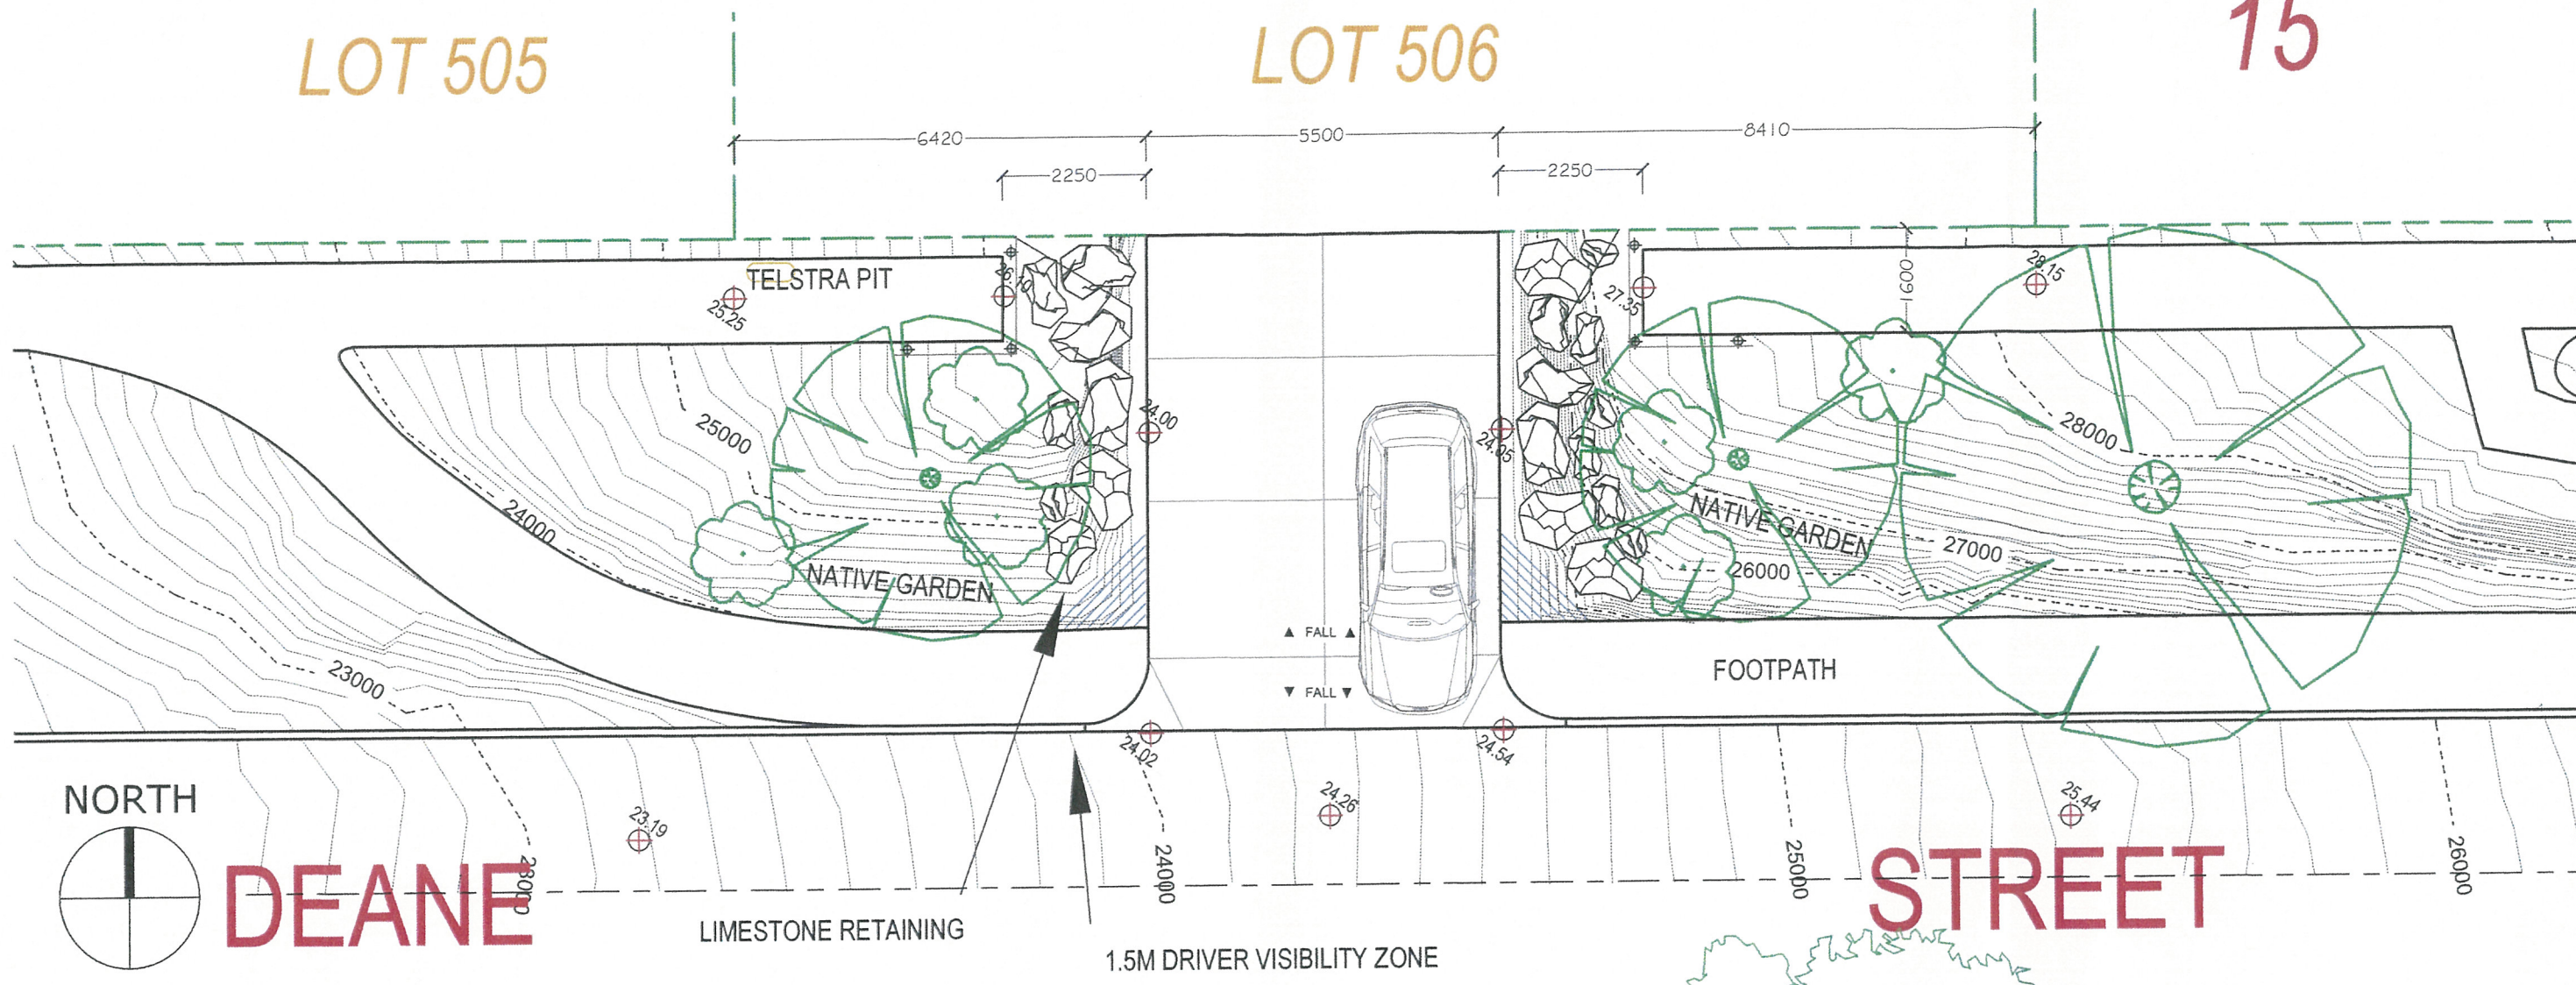 LOT 505
LOT 506
15
6420
5500
8410
2250
2250
TELSTRA PIT
25.25
26.10
27.35
1600
28.15
24.00
24.05
25000
28000
24000
NATIVE GARDEN
NATIVE GARDEN
27000
26000
23000
▲ FALL ▲
▼ FALL ▼
FOOTPATH
24.02
24.54
NORTH
23.19
24.26
25.44
23000
24000
25000
26000
DEANE STREET
LIMESTONE RETAINING
1.5M DRIVER VISIBILITY ZONE